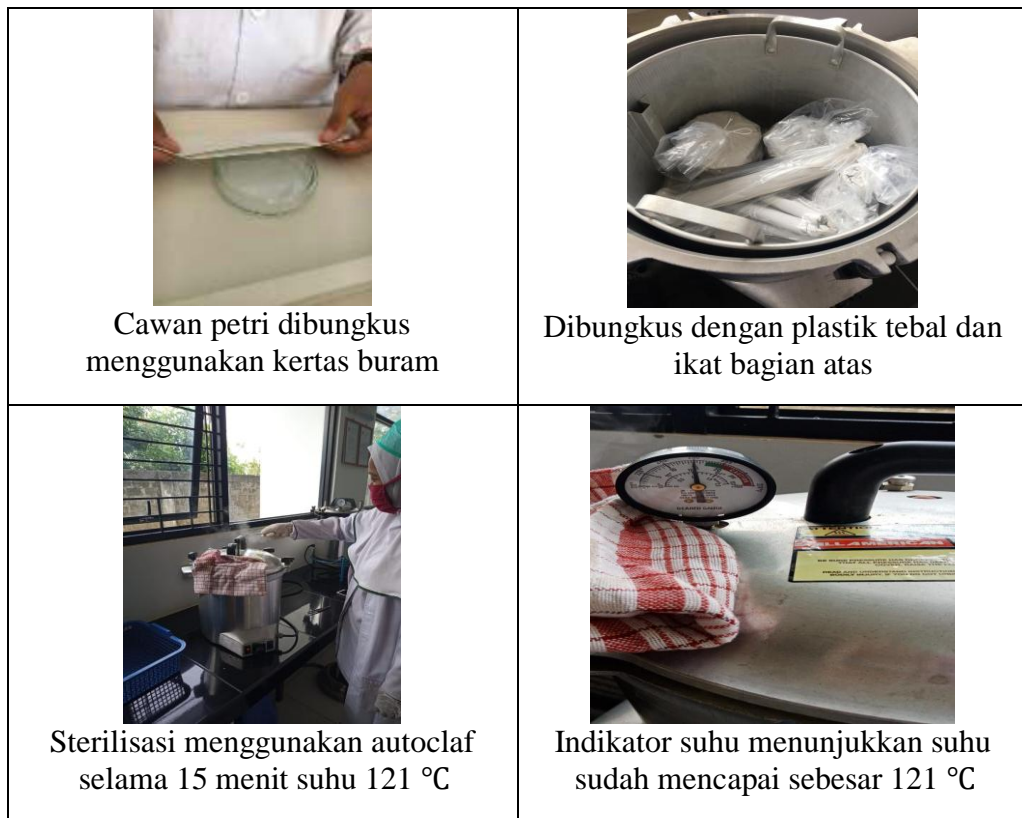 Cawan petri dibungkus
menggunakan kertas buram
Dibungkus dengan plastik tebal dan
ikat bagian atas
Sterilisasi menggunakan autoclaf
selama 15 menit suhu 121 °C
Indikator suhu menunjukkan suhu
sudah mencapai sebesar 121 °C